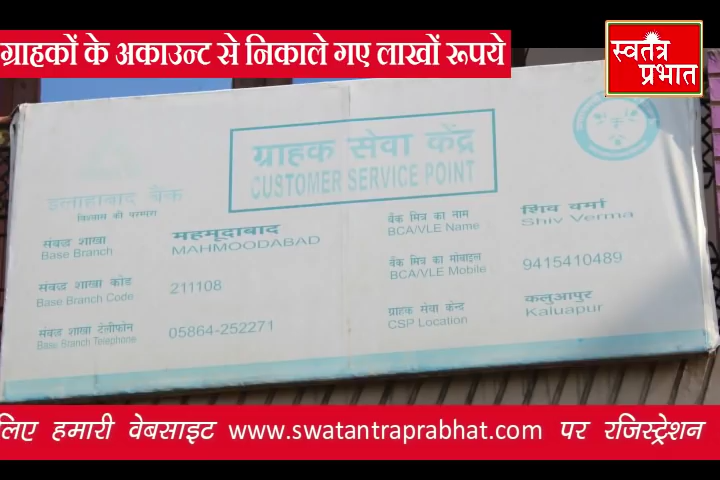 ग्राहकों के अकाउन्ट से निकाले गए लाखों रूपये
स्वतंत्र
प्रभात
ग्राहक सेवा केंद्र
CUSTOMER SERVICE POINT
इलाहाबाद बैंक
विश्वास की परम्परा
संबद्ध शाखा
Base Branch
महमूदाबाद
MAHMOODABAD
संबद्ध शाखा कोड
Base Branch Code
211108
संबद्ध शाखा टेलीफोन
Base Branch Telephone
05864-252271
बैंक मित्र का नाम
BCA/VLE Name
शिव वर्मा
Shiv Verma
बैंक मित्र का मोबाइल
BCA/VLE Mobile
9415410489
ग्राहक सेवा केन्द्र
CSP Location
कलुआपुर
Kaluapur
लिए हमारी वेबसाइट www.swatantraprabhat.com पर रजिस्ट्रेशन